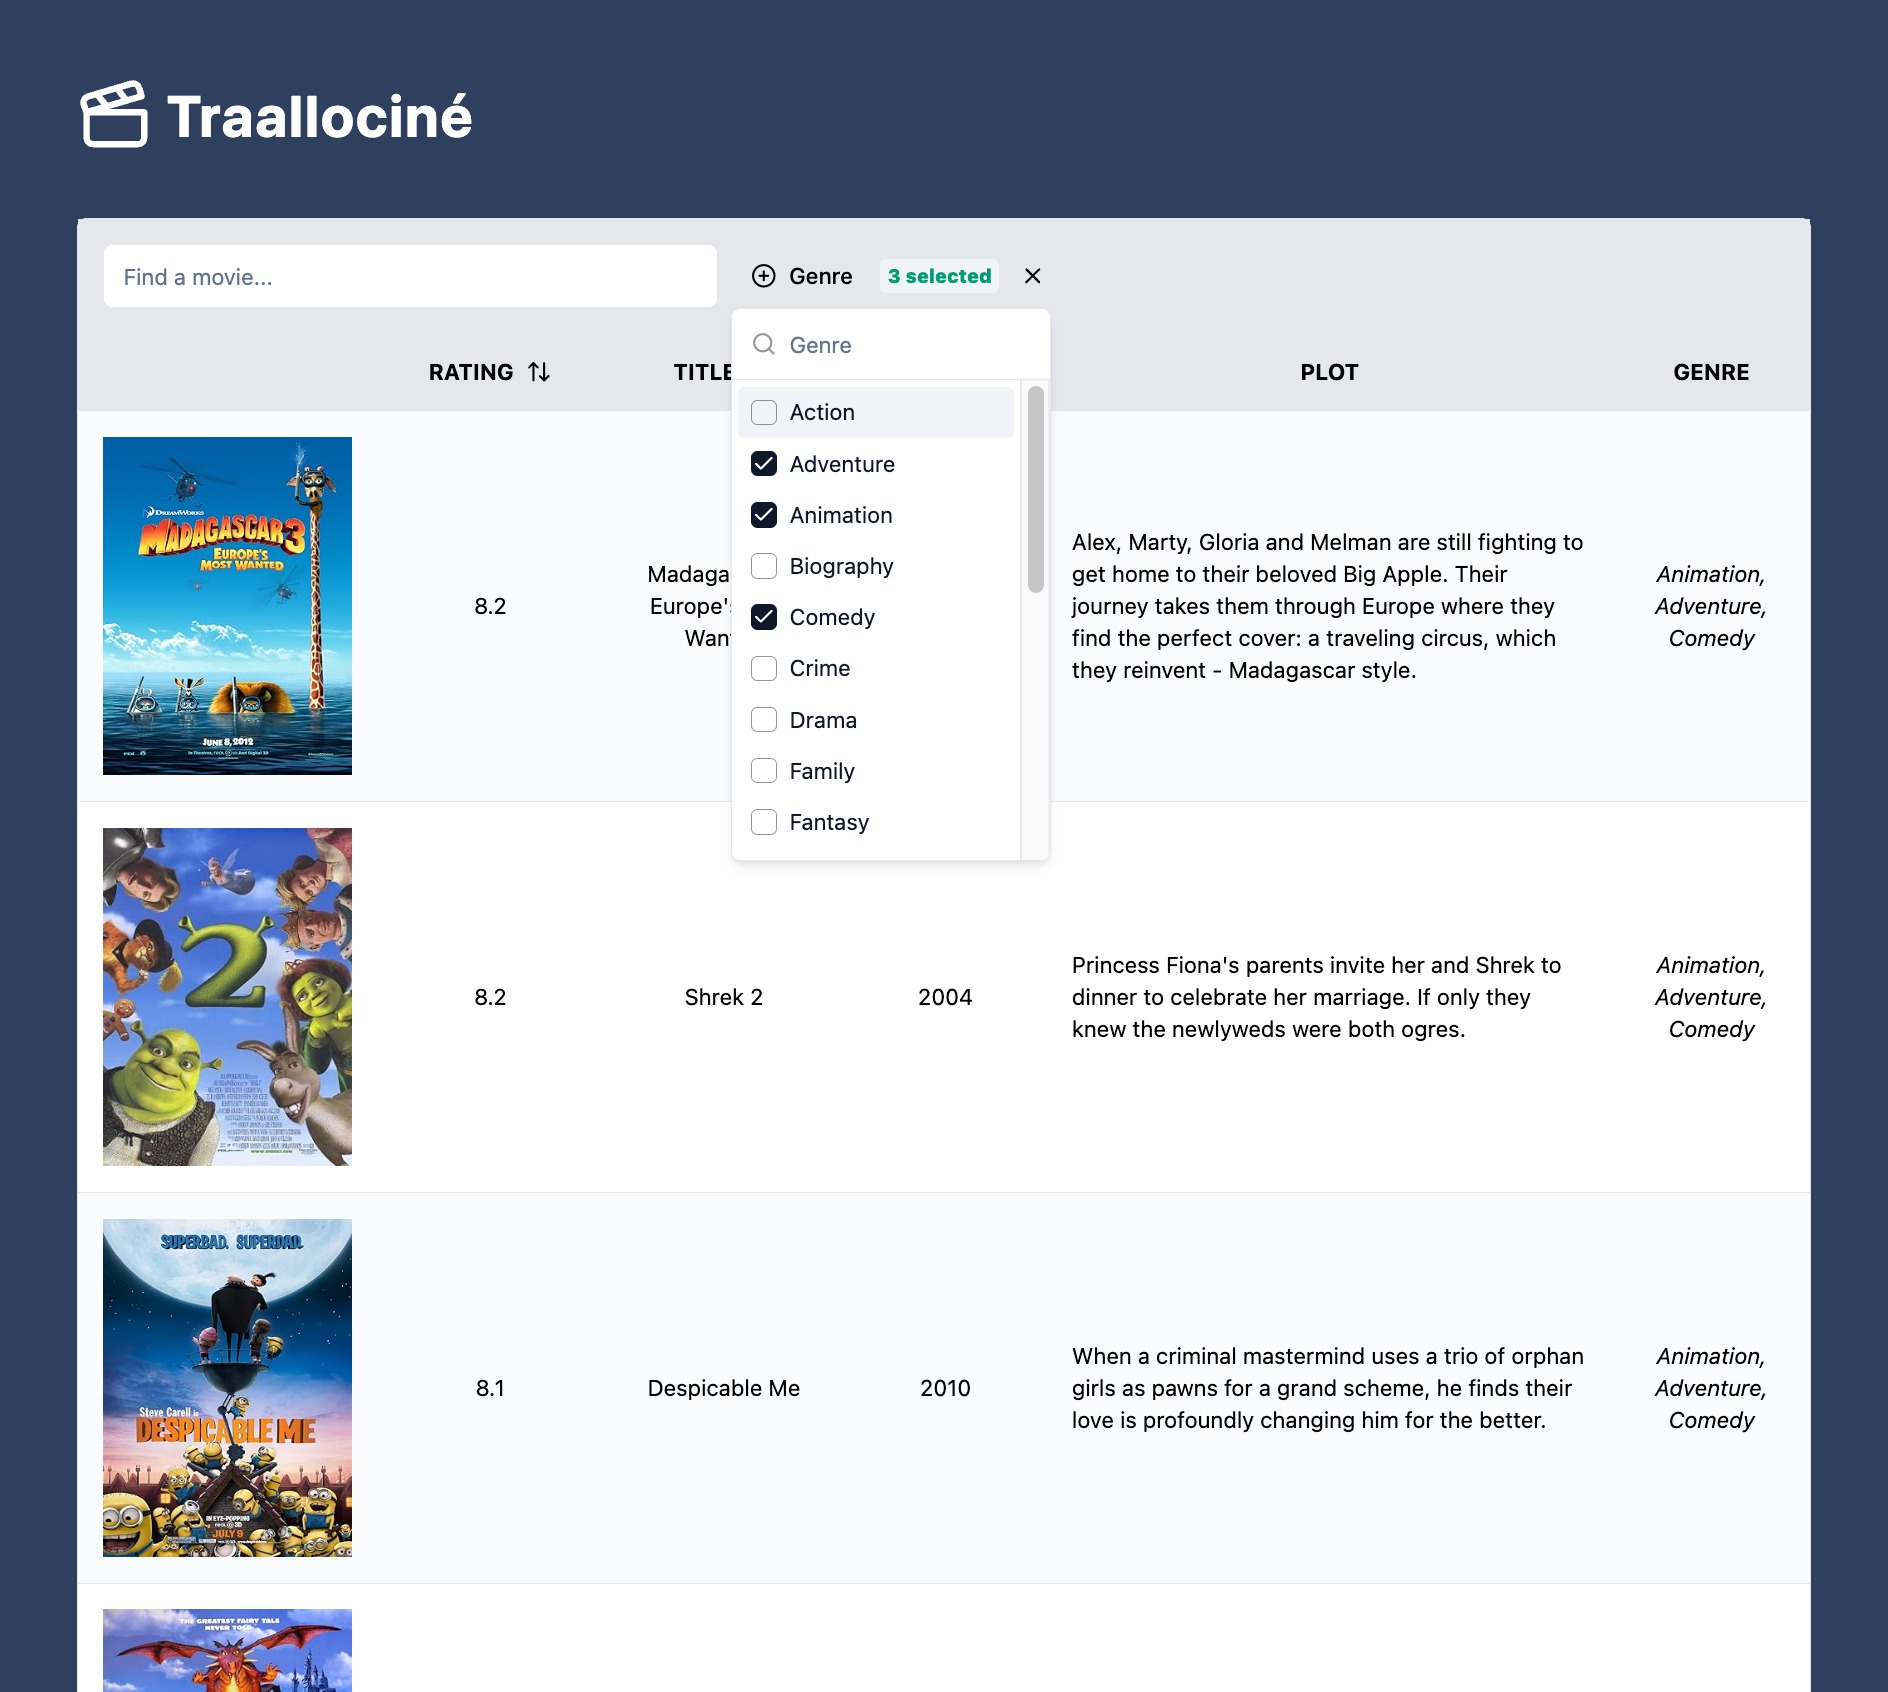 Traallociné
Find a movie...
Genre 3 selected
Genre
RATING TITLE PLOT GENRE
Action
Adventure
Animation
Biography
Comedy
Crime
Drama
Family
Fantasy
DREAMWORKS
MADAGASCAR 3
EUROPE'S
MOST WANTED
JUNE 8, 2012
8.2
Madaga
Europe's
Wan
Alex, Marty, Gloria and Melman are still fighting to
get home to their beloved Big Apple. Their
journey takes them through Europe where they
find the perfect cover: a traveling circus, which
they reinvent - Madagascar style.
Animation,
Adventure,
Comedy
2
8.2
Shrek 2
2004
Princess Fiona's parents invite her and Shrek to
dinner to celebrate her marriage. If only they
knew the newlyweds were both ogres.
Animation,
Adventure,
Comedy
SUPERBAD. SUPERDAD.
Steve Carell is
DESPICABLE ME
IN EYE-POPPING
JULY 9
8.1
Despicable Me
2010
When a criminal mastermind uses a trio of orphan
girls as pawns for a grand scheme, he finds their
love is profoundly changing him for the better.
Animation,
Adventure,
Comedy
THE GREATEST FAIRY TALE
NEVER TOLD.